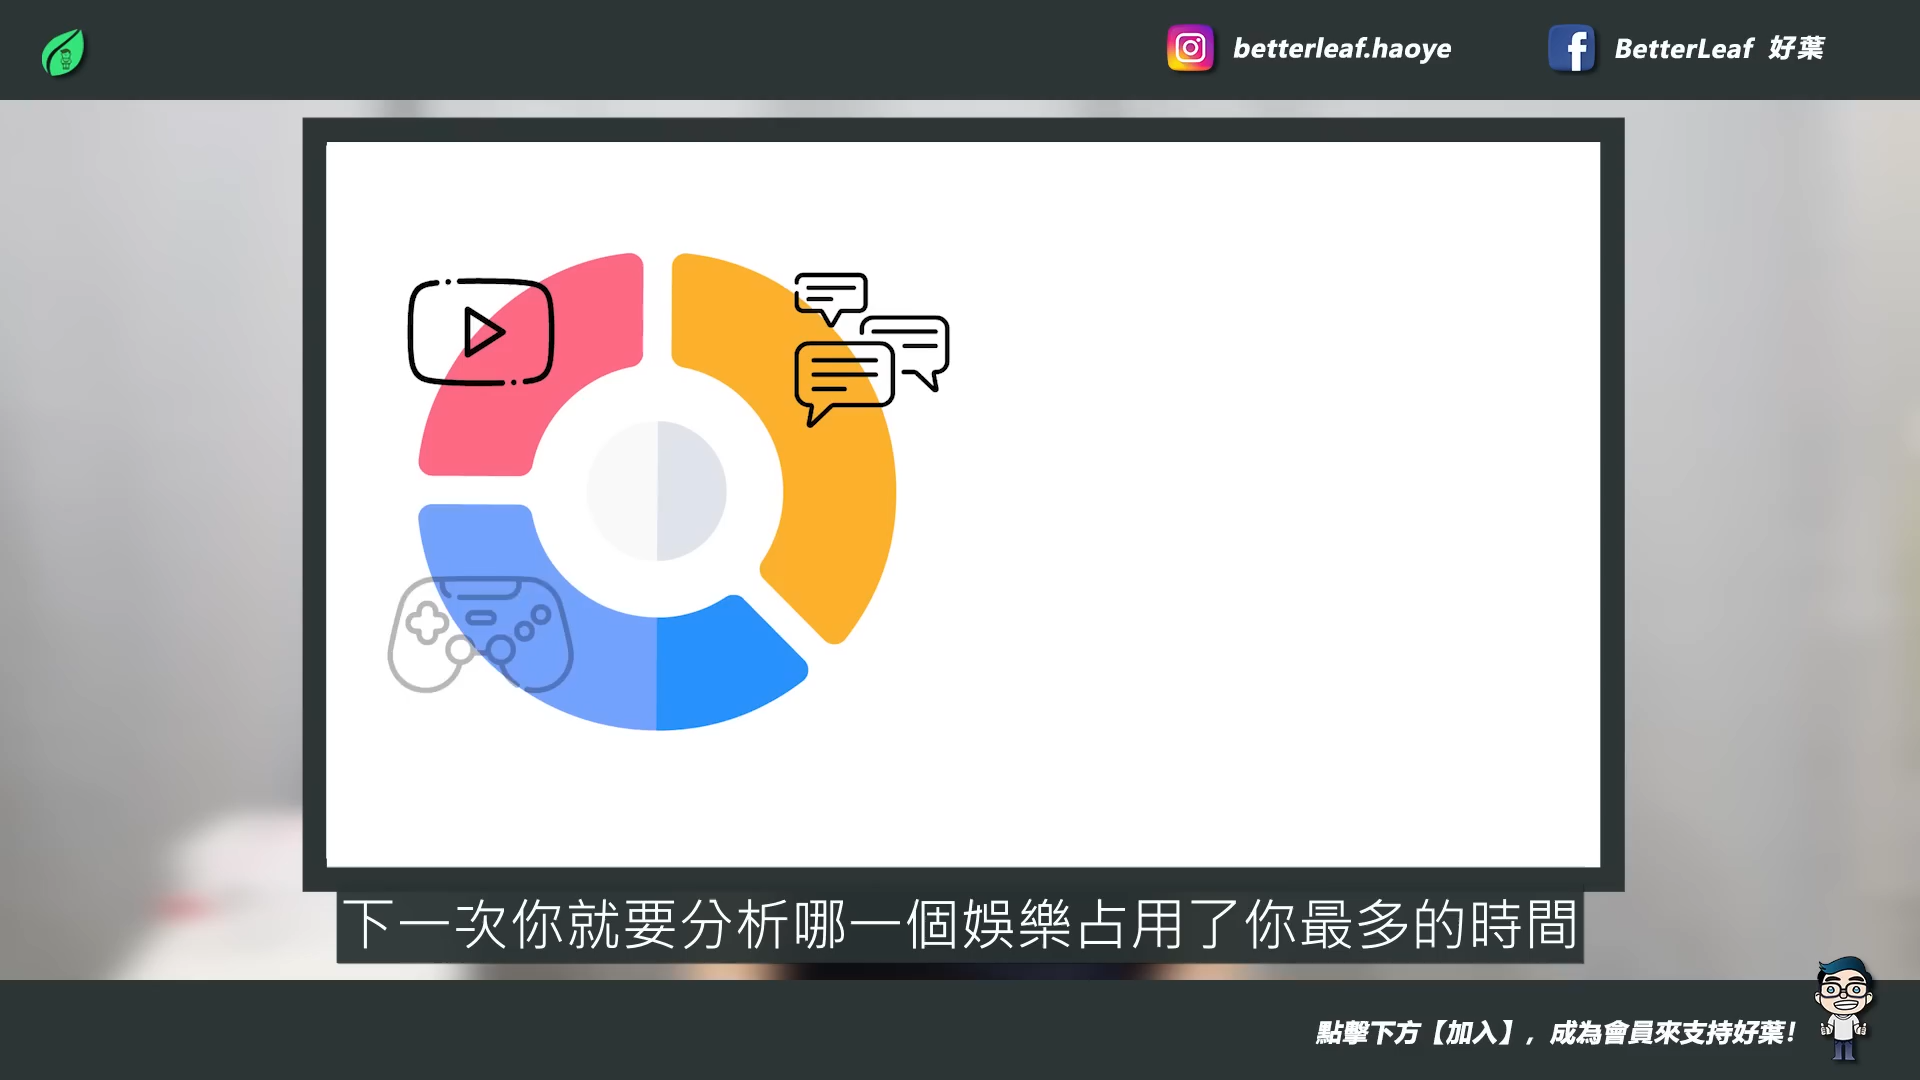 betterleaf.haoye
BetterLeaf 好葉
下一次你就要分析哪一個娛樂占用了你最多的時間
點擊下方【加入】，成為會員來支持好葉！